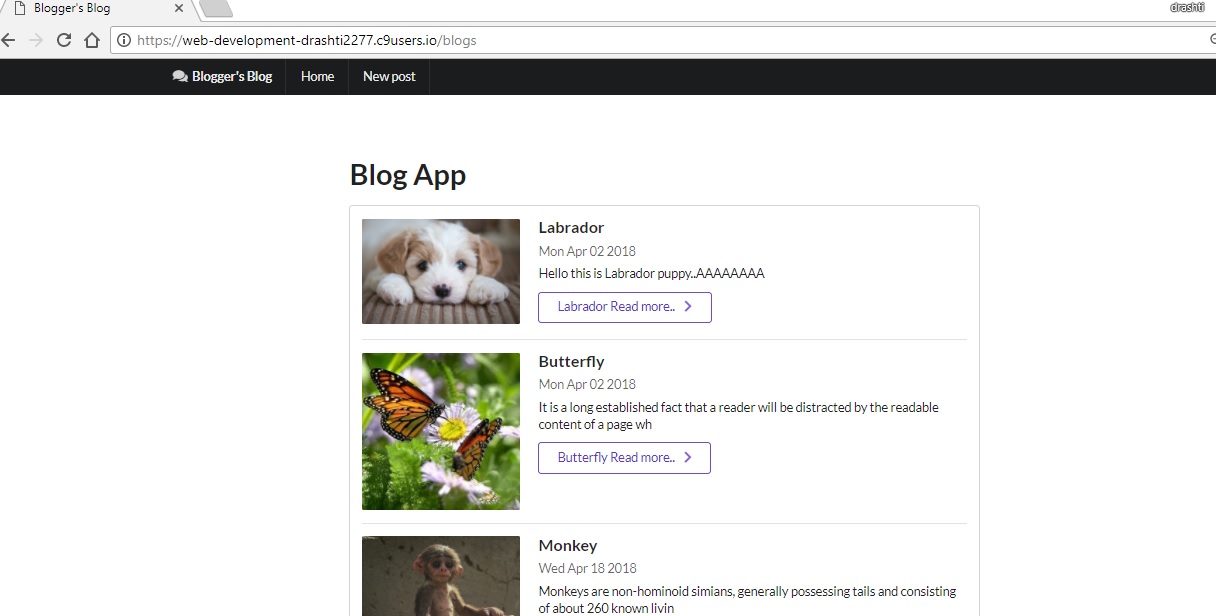 Blogger's Blog
drashti
https://web-development-drashti2277.c9users.io/blogs
Blogger's Blog Home New post
Blog App
Labrador
Mon Apr 02 2018
Hello this is Labrador puppy..AAAAAAAA
Labrador Read more..
Butterfly
Mon Apr 02 2018
It is a long established fact that a reader will be distracted by the readable
content of a page wh
Butterfly Read more..
Monkey
Wed Apr 18 2018
Monkeys are non-hominoid simians, generally possessing tails and consisting
of about 260 known livin